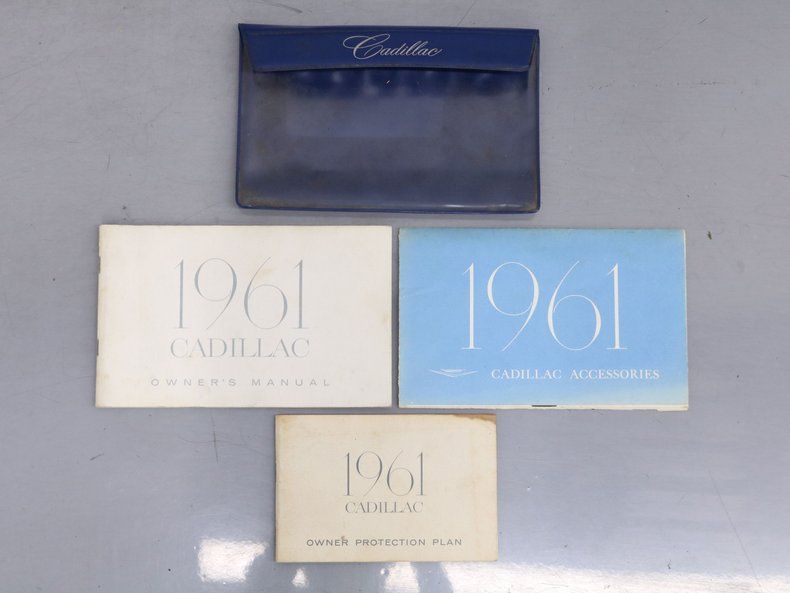 Cadillac
1961
CADILLAC
OWNER'S MANUAL
1961
CADILLAC ACCESSORIES
1961
CADILLAC
OWNER PROTECTION PLAN